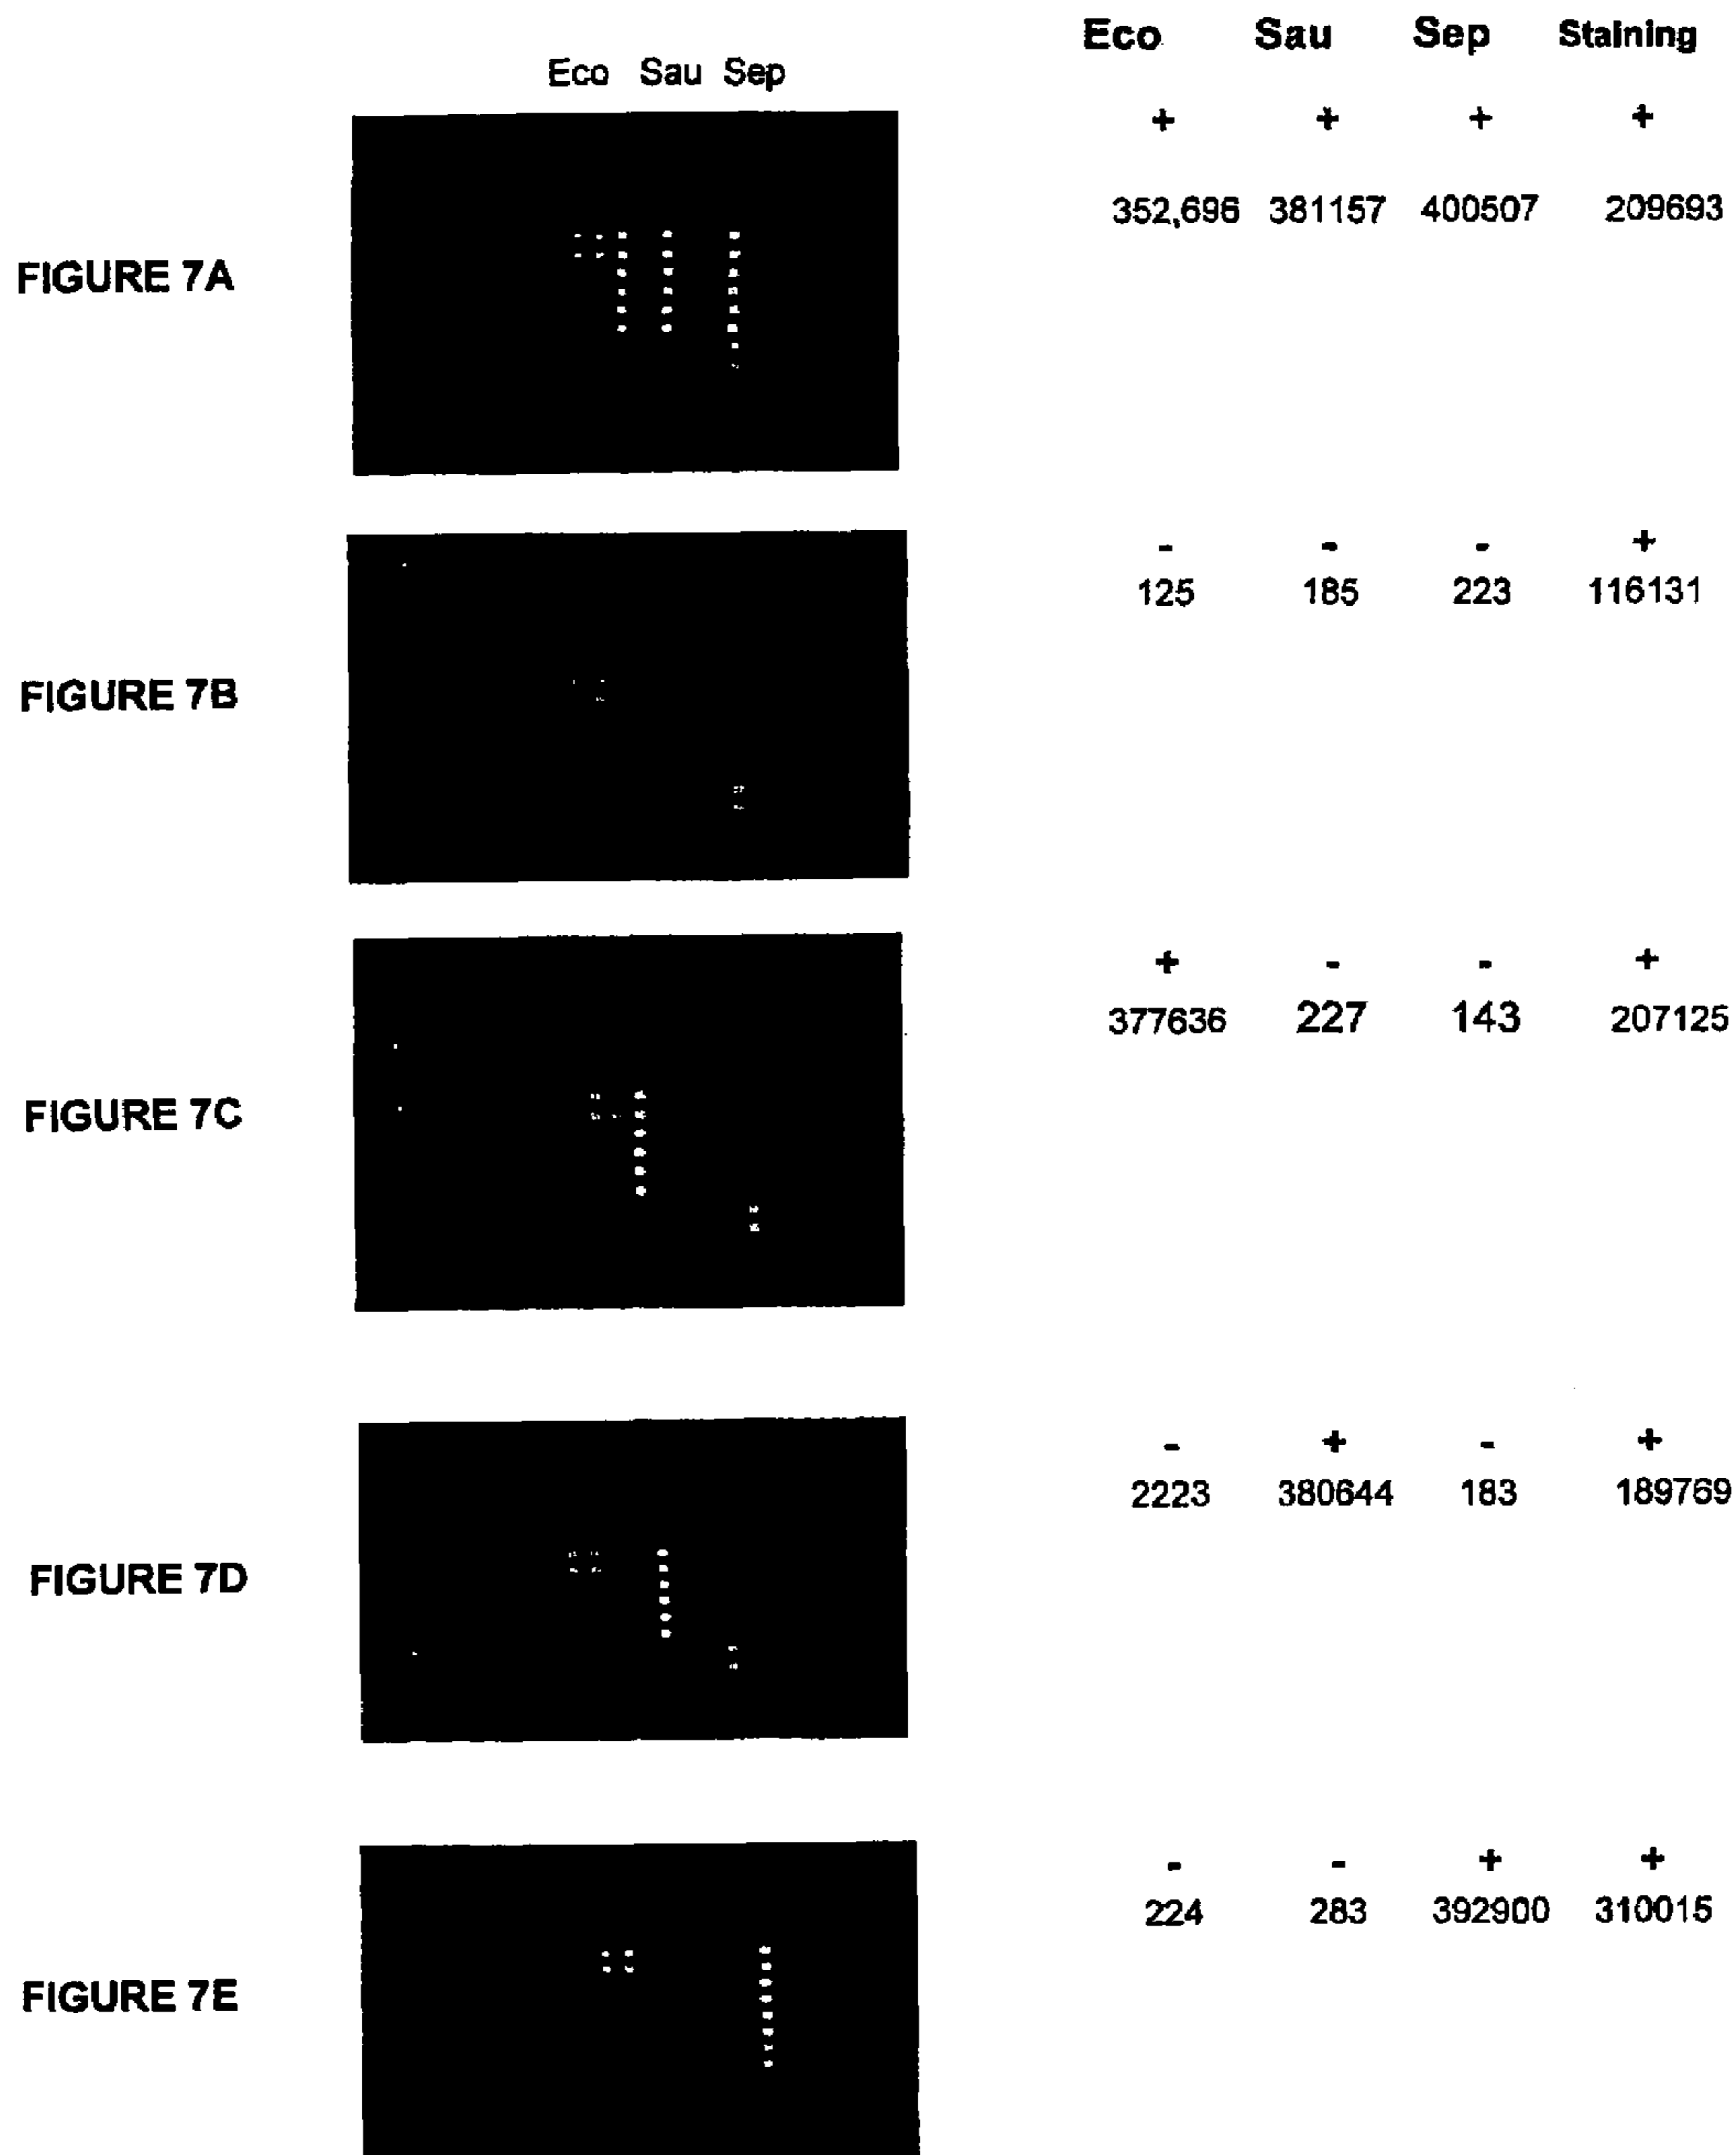 Eco Sau Sep Staining
Eco Sau Sep
+ + + +
352,696 381157 400507 209693
FIGURE 7A
- - - +
125 185 223 116131
FIGURE 7B
+ - - +
377636 227 143 207125
FIGURE 7C
- + - +
2223 380644 183 189769
FIGURE 7D
- - + +
224 283 392900 310015
FIGURE 7E